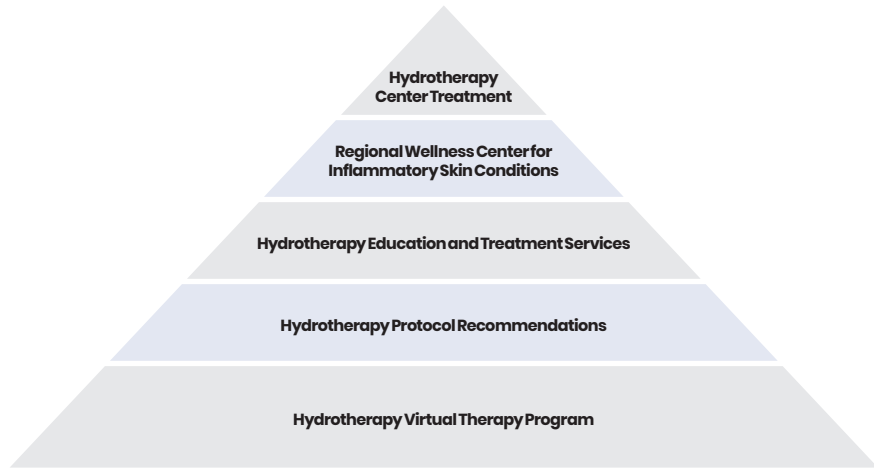 Hydrotherapy
Center Treatment
Regional Wellness Center for
Inflammatory Skin Conditions
Hydrotherapy Education and Treatment Services
Hydrotherapy Protocol Recommendations
Hydrotherapy Virtual Therapy Program